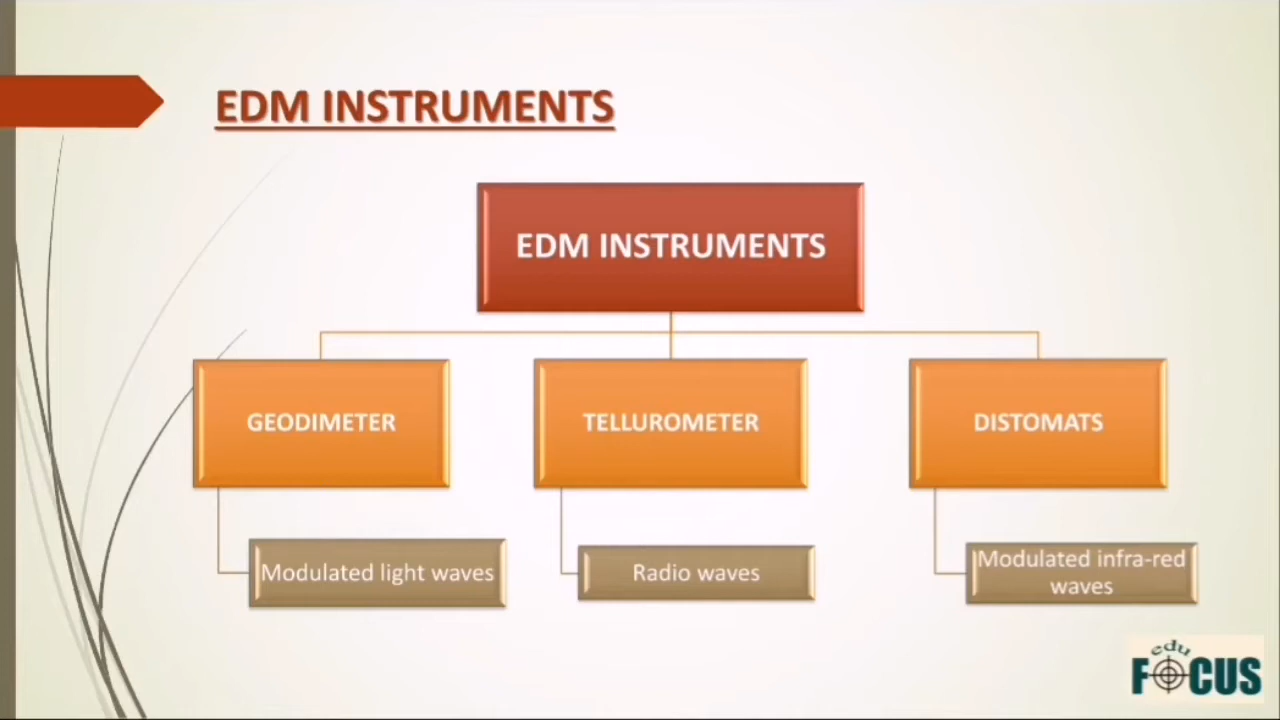 EDM INSTRUMENTS
EDM INSTRUMENTS
GEODIMETER
TELLUROMETER
DISTOMATS
Modulated light waves
Radio waves
Modulated infra-red
waves
edu
FOCUS